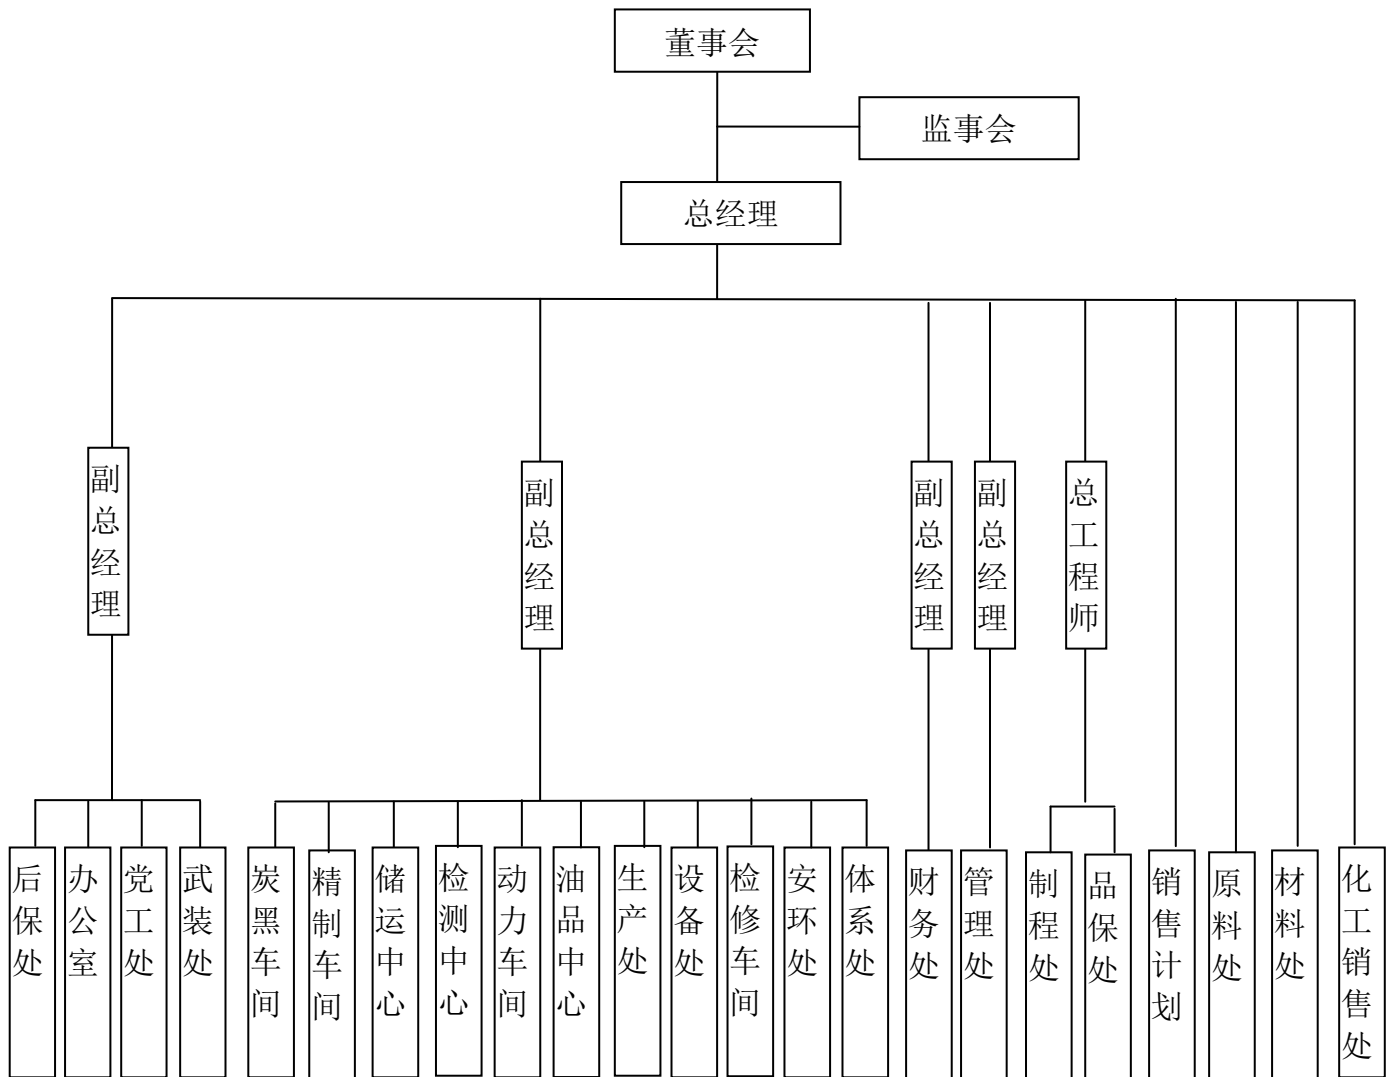 董事会
监事会
总经理
副总经理
副总经理
副总经理
副总经理
总工程师
后保处
办公室
党工处
武装处
炭黑车间
精制车间
储运中心
检测中心
动力车间
油品中心
生产处
设备处
检修车间
安环处
体系处
财务处
管理处
制程处
品保处
销售计划
原料处
材料处
化工销售处